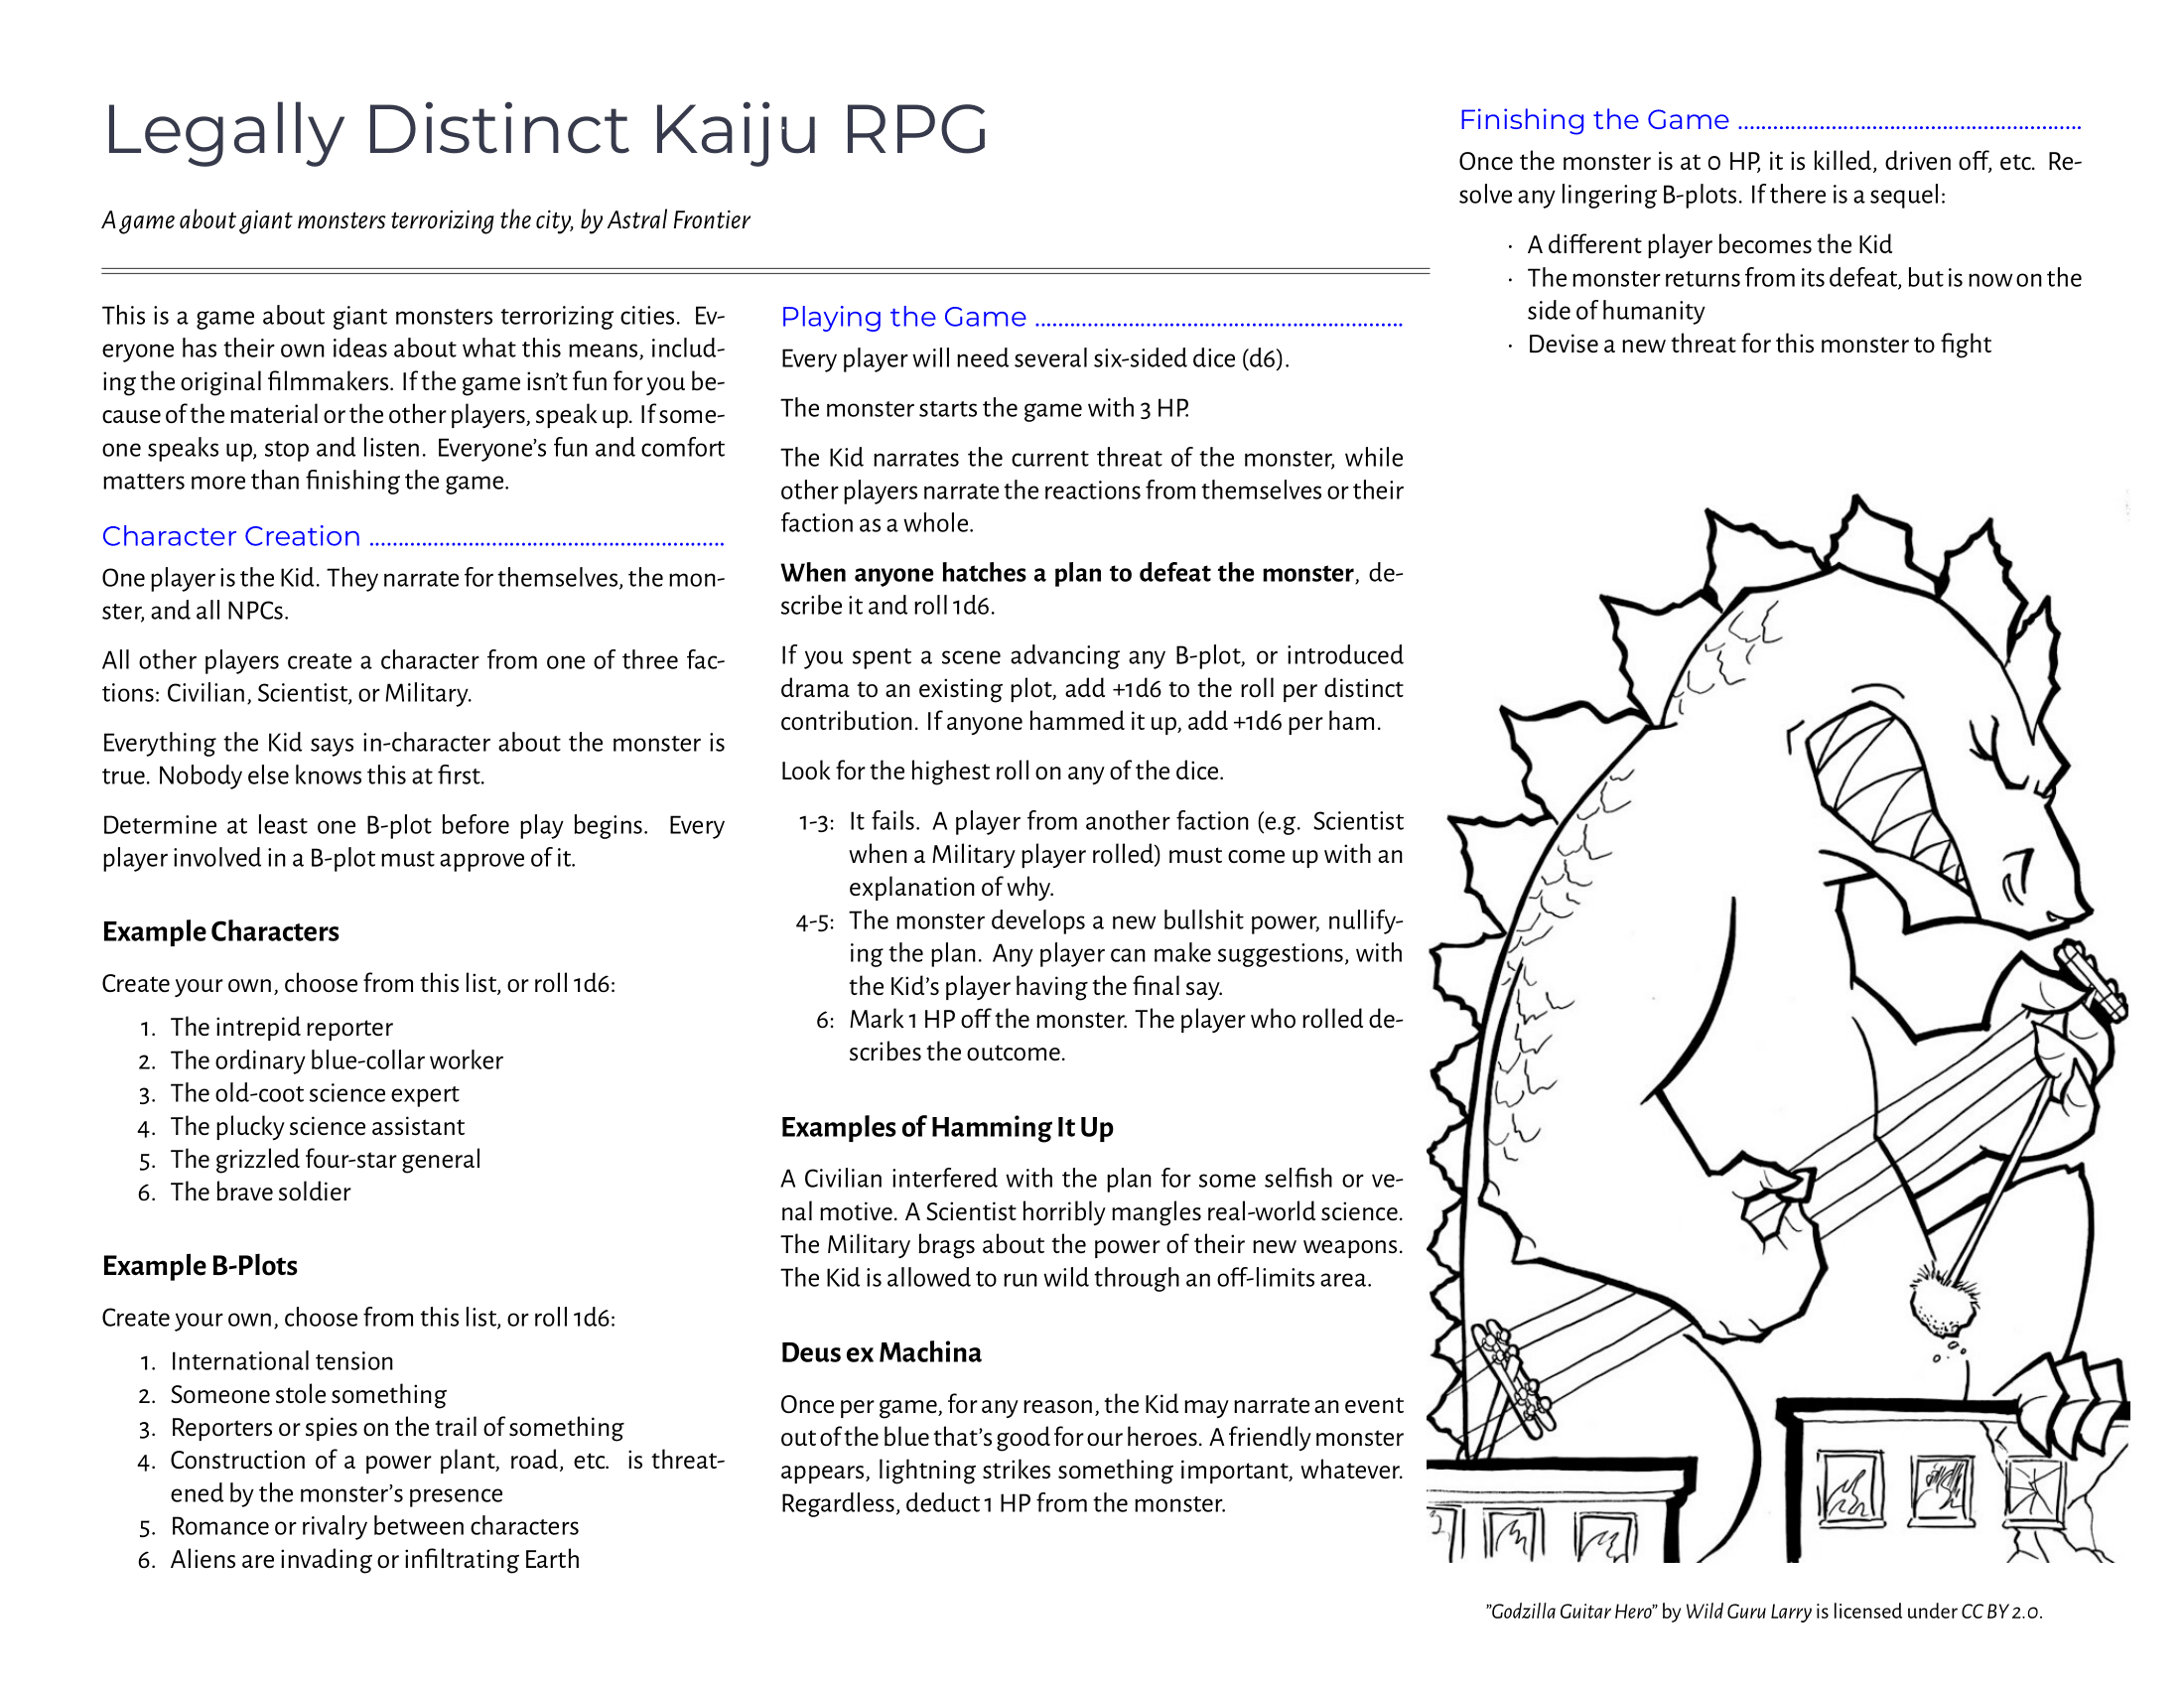 Legally Distinct Kaiju RPG
A game about giant monsters terrorizing the city, by Astral Frontier
This is a game about giant monsters terrorizing cities. Ev-
eryone has their own ideas about what this means, includ-
ing the original filmmakers. If the game isn't fun for you be-
cause of the material or the other players, speak up. If some-
one speaks up, stop and listen. Everyone's fun and comfort
matters more than finishing the game.
Character Creation ............................................................
One player is the Kid. They narrate for themselves, the mon-
ster, and all NPCs.
All other players create a character from one of three fac-
tions: Civilian, Scientist, or Military.
Everything the Kid says in-character about the monster is
true. Nobody else knows this at first.
Determine at least one B-plot before play begins. Every
player involved in a B-plot must approve of it.
Example Characters
Create your own, choose from this list, or roll 1d6:
1. The intrepid reporter
2. The ordinary blue-collar worker
3. The old-coot science expert
4. The plucky science assistant
5. The grizzled four-star general
6. The brave soldier
Example B-Plots
Create your own, choose from this list, or roll 1d6:
1. International tension
2. Someone stole something
3. Reporters or spies on the trail of something
4. Construction of a power plant, road, etc. is threat-
ened by the monster's presence
5. Romance or rivalry between characters
6. Aliens are invading or infiltrating Earth
Playing the Game ..............................................................
Every player will need several six-sided dice (d6).
The monster starts the game with 3 HP.
The Kid narrates the current threat of the monster, while
other players narrate the reactions from themselves or their
faction as a whole.
When anyone hatches a plan to defeat the monster, de-
scribe it and roll 1d6.
If you spent a scene advancing any B-plot, or introduced
drama to an existing plot, add +1d6 to the roll per distinct
contribution. If anyone hammed it up, add +1d6 per ham.
Look for the highest roll on any of the dice.
1-3: It fails. A player from another faction (e.g. Scientist
when a Military player rolled) must come up with an
explanation of why.
4-5: The monster develops a new bullshit power, nullify-
ing the plan. Any player can make suggestions, with
the Kid's player having the final say.
6: Mark 1 HP off the monster. The player who rolled de-
scribes the outcome.
Examples of Hamming It Up
A Civilian interfered with the plan for some selfish or ve-
nal motive. A Scientist horribly mangles real-world science.
The Military brags about the power of their new weapons.
The Kid is allowed to run wild through an off-limits area.
Deus ex Machina
Once per game, for any reason, the Kid may narrate an event
out of the blue that's good for our heroes. A friendly monster
appears, lightning strikes something important, whatever.
Regardless, deduct 1 HP from the monster.
Finishing the Game ..........................................................
Once the monster is at 0 HP, it is killed, driven off, etc. Re-
solve any lingering B-plots. If there is a sequel:
· A different player becomes the Kid
· The monster returns from its defeat, but is now on the
side of humanity
· Devise a new threat for this monster to fight
"Godzilla Guitar Hero" by Wild Guru Larry is licensed under CC BY 2.0.